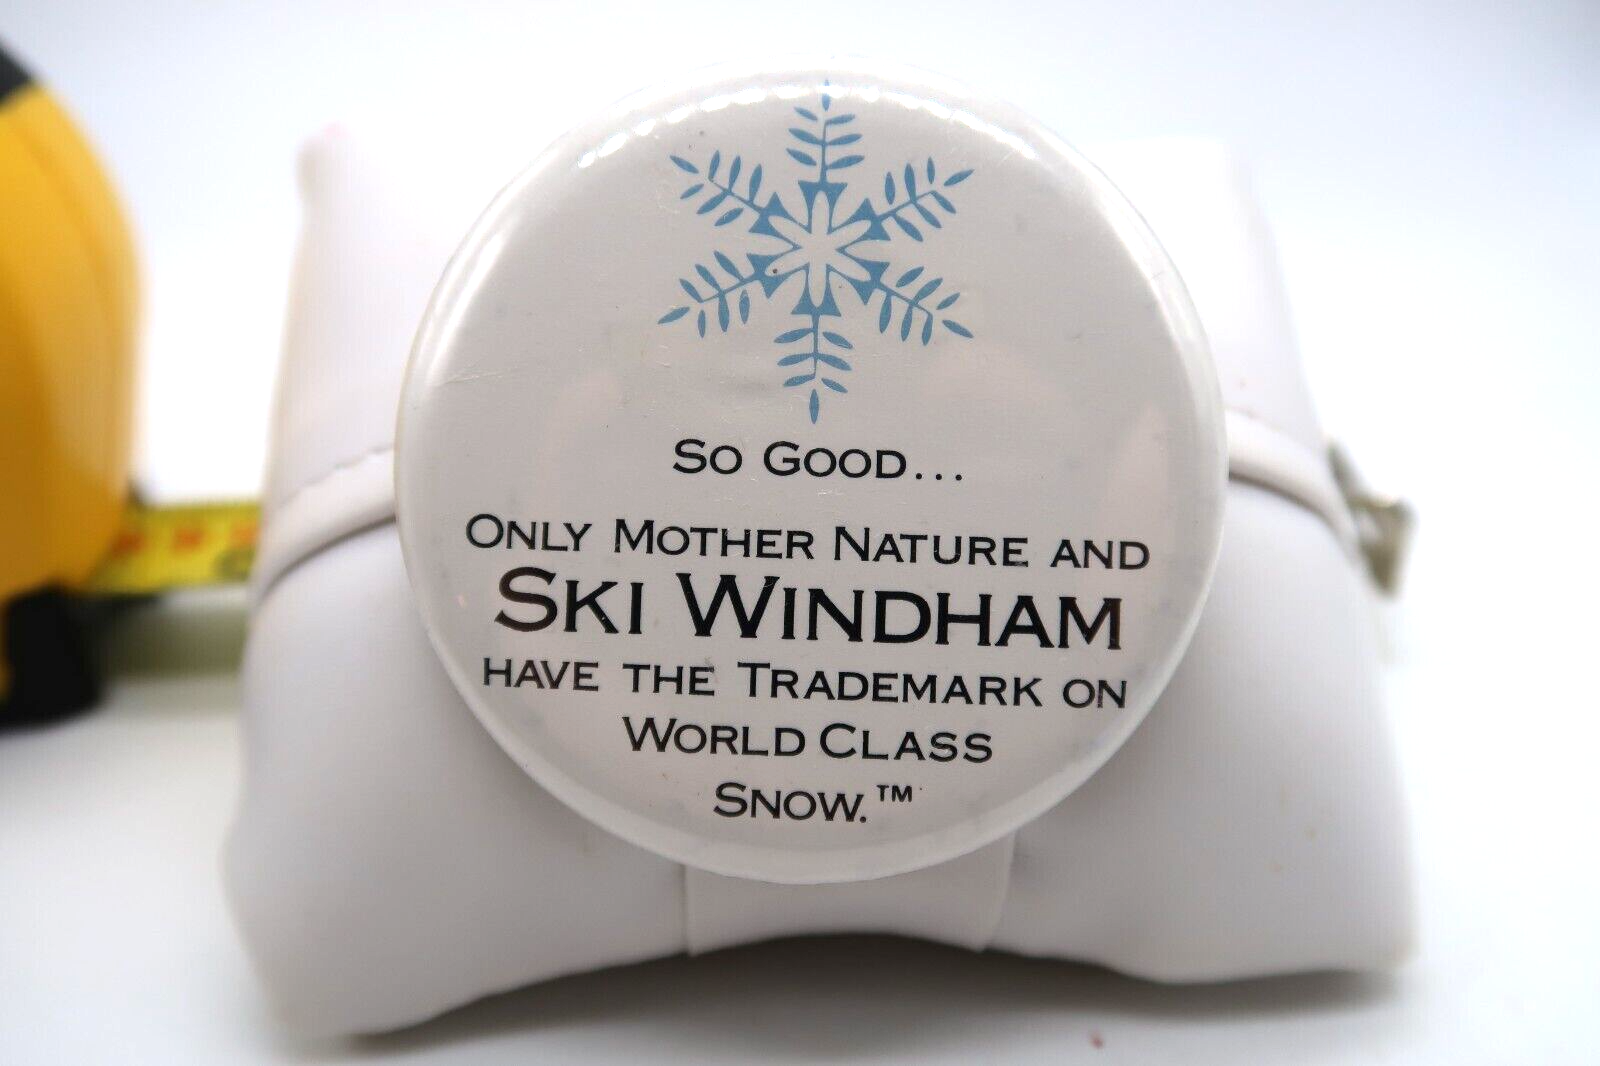 So Good...
Only Mother Nature and
Ski Windham
have the Trademark on
World Class
Snow.™